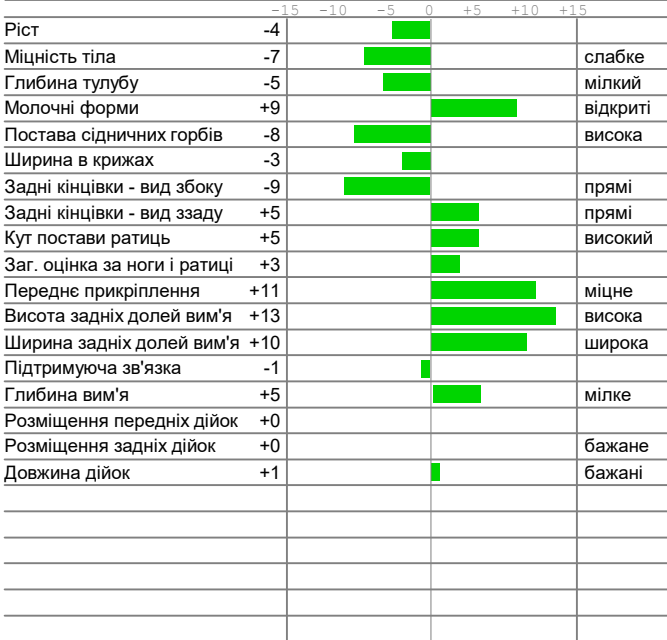 -15 -10 -5 0 +5 +10 +15
Ріст -4
Міцність тіла -7 слабке
Глибина тулубу -5 мілкий
Молочні форми +9 відкриті
Постава сідничних горбів -8 висока
Ширина в крижах -3
Задні кінцівки - вид збоку -9 прямі
Задні кінцівки - вид ззаду +5 прямі
Кут постави ратиць +5 високий
Заг. оцінка за ноги і ратиці +3
Переднє прикріплення +11 міцне
Висота задніх долей вим'я +13 висока
Ширина задніх долей вим'я +10 широка
Підтримуюча зв'язка -1
Глибина вим'я +5 мілке
Розміщення передніх дійок +0
Розміщення задніх дійок +0 бажане
Довжина дійок +1 бажані